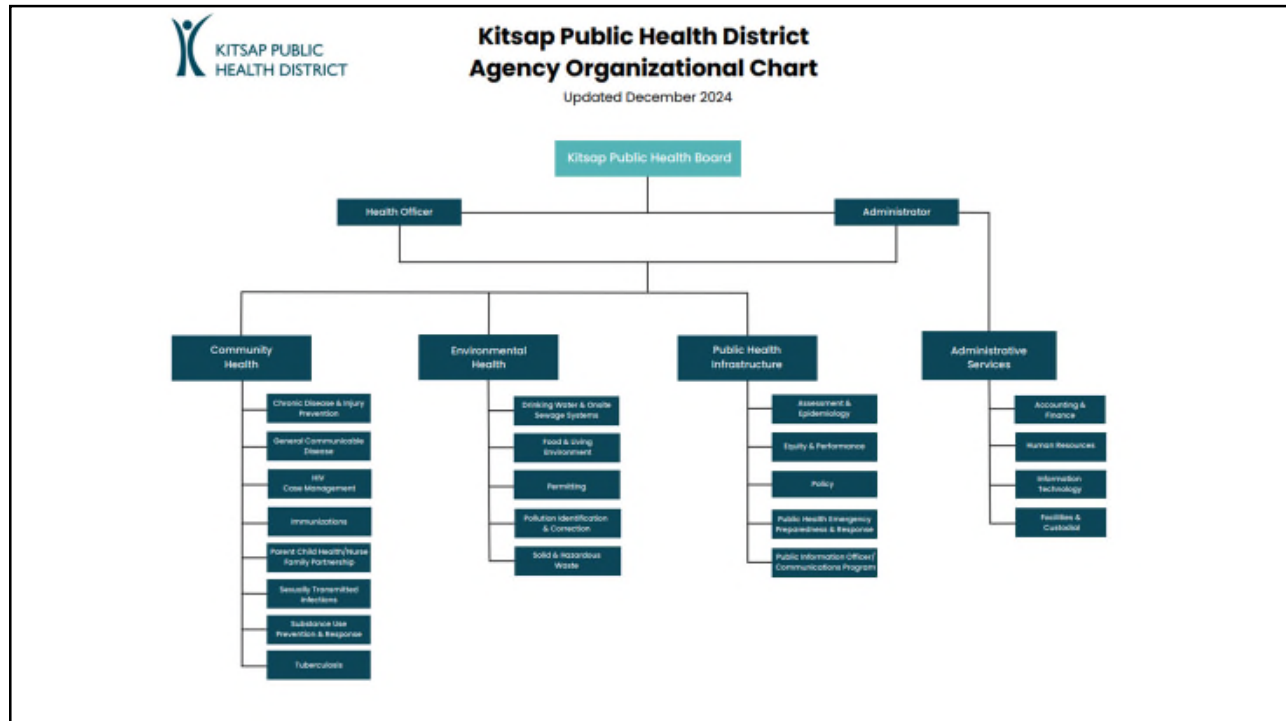 KITSAP PUBLIC
HEALTH DISTRICT
Kitsap Public Health District
Agency Organizational Chart
Updated December 2024
Kitsap Public Health Board
Health Officer
Administrator
Community
Health
Chronic Disease & Injury
Prevention
General Communicable
Disease
HIV
Case Management
Immunizations
Parent Child Health/Nurse
Family Partnership
Sexually Transmitted
Infections
Substance Use
Prevention & Response
Tuberculosis
Environmental
Health
Drinking Water & Onsite
Sewage Systems
Food & Living
Environment
Permitting
Pollution Identification
& Correction
Solid & Hazardous
Waste
Public Health
Infrastructure
Assessment &
Epidemiology
Equity & Performance
Policy
Public Health Emergency
Preparedness & Response
Public Information Officer/
Communications Program
Administrative
Services
Accounting &
Finance
Human Resources
Information
Technology
Facilities &
Custodial